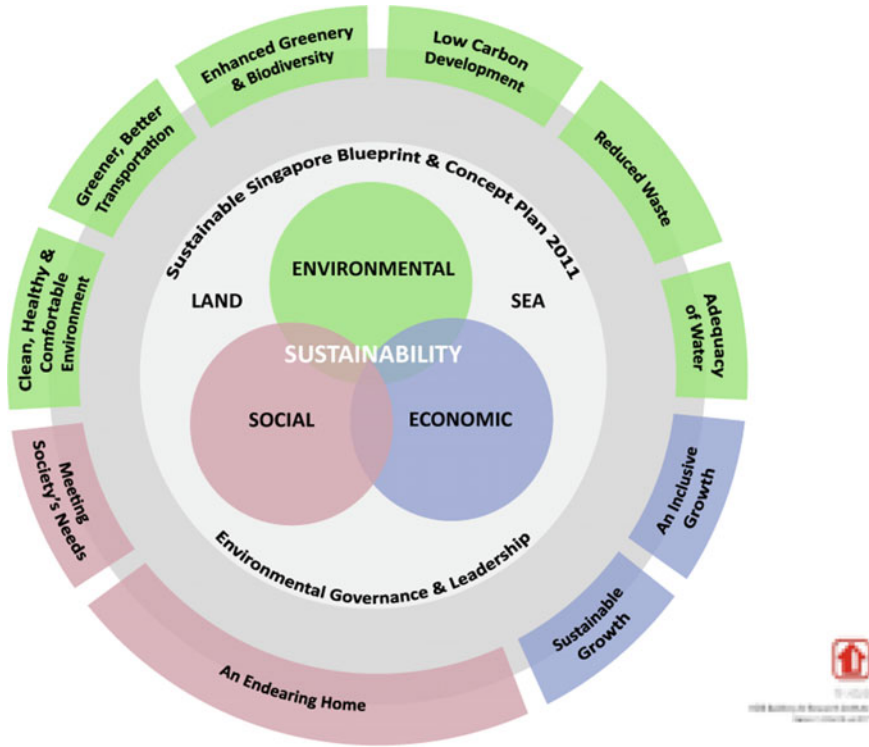 Enhanced Greenery
& Biodiversity
Low Carbon
Development
Reduced Waste
Adequacy
of Water
An Inclusive
Growth
Sustainable
Growth
An Endearing Home
Meeting
Society's Needs
Clean, Healthy &
Comfortable
Environment
Greener, Better
Transportation
Sustainable Singapore Blueprint & Concept Plan 2011
ENVIRONMENTAL
LAND
SEA
SUSTAINABILITY
SOCIAL
ECONOMIC
Environmental Governance & Leadership